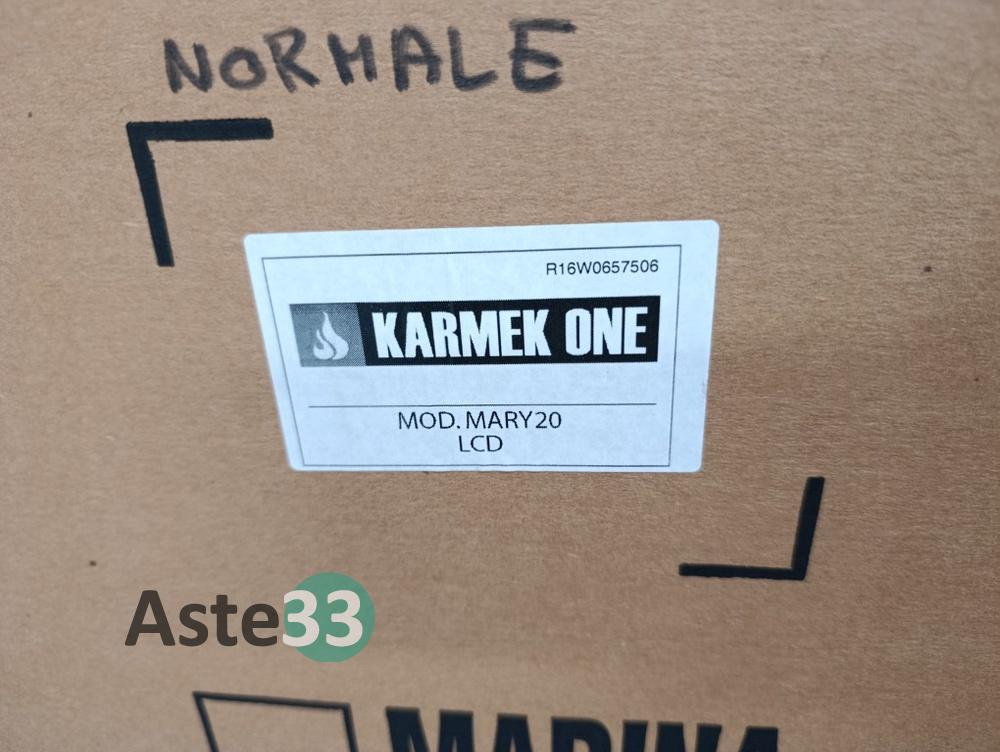 NORMALE
R16W0657506
KARMEK ONE
MOD. MARY20
LCD
Aste33